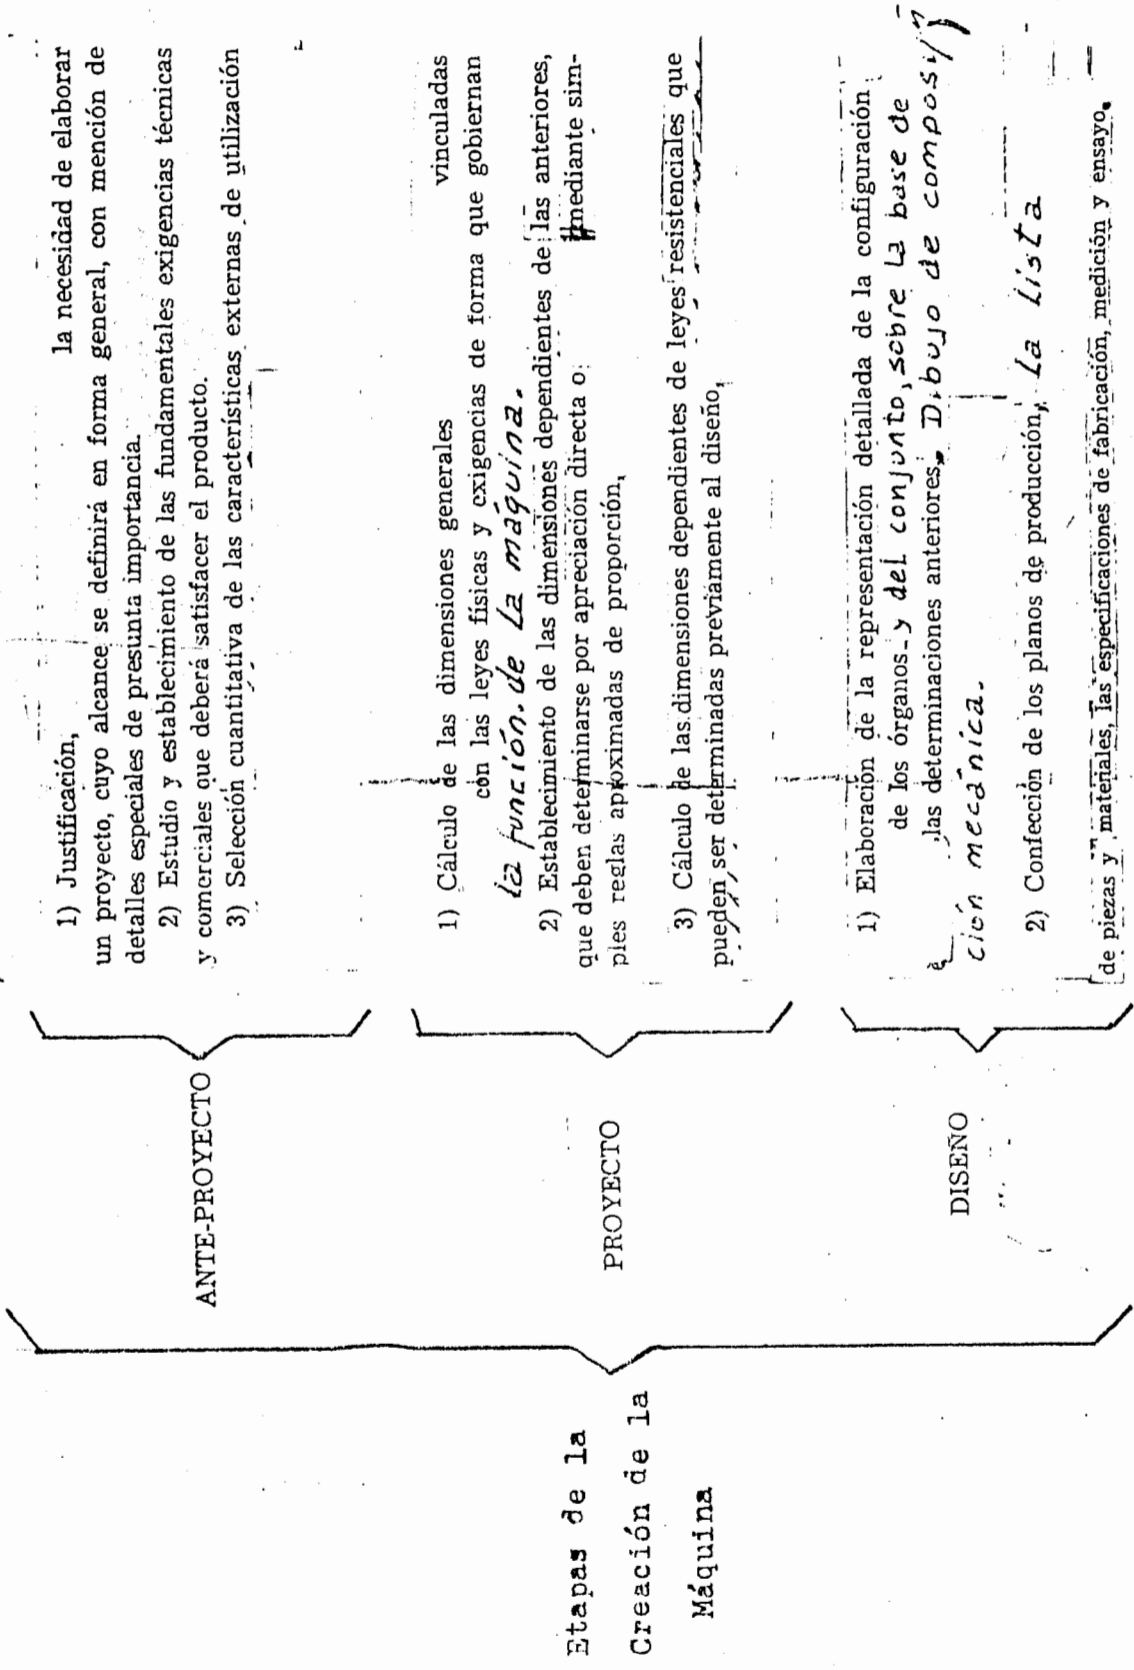 Etapas de la
Creación de la
Máquina
ANTE-PROYECTO
1) Justificación, la necesidad de elaborar
un proyecto, cuyo alcance se definirá en forma general, con mención de
detalles especiales de presunta importancia.
2) Estudio y establecimiento de las fundamentales exigencias técnicas
y comerciales que deberá satisfacer el producto.
3) Selección cuantitativa de las características externas de utilización
PROYECTO
1) Cálculo de las dimensiones generales vinculadas
con las leyes físicas y exigencias de forma que gobiernan
la función de La máquina.
2) Establecimiento de las dimensiones dependientes de las anteriores,
que deben determinarse por apreciación directa o mediante sim-
ples reglas aproximadas de proporción,
3) Cálculo de las dimensiones dependientes de leyes resistenciales que
pueden ser determinadas previamente al diseño,
DISEÑO
1) Elaboración de la representación detallada de la configuración
de los órganos y del conjunto, sobre La base de
las determinaciones anteriores. Dibujo de composi
ción mecánica.
2) Confección de los planos de producción, La Lista
de piezas y materiales, las especificaciones de fabricación, medición y ensayo.